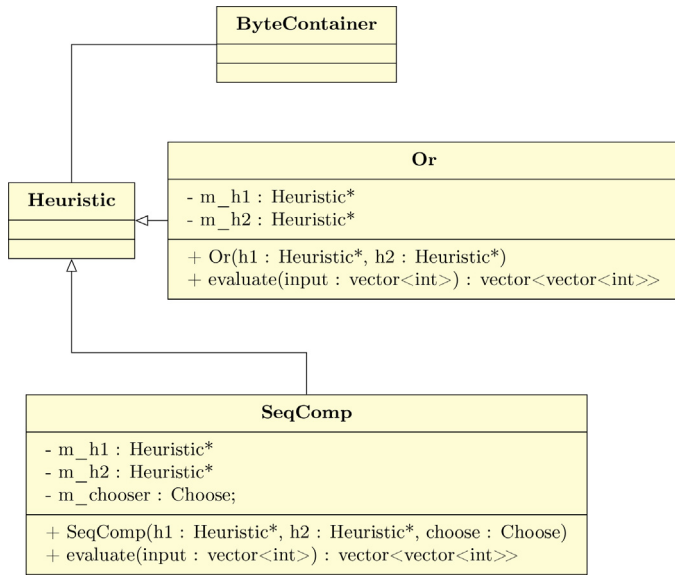 ByteContainer
Or
- m_h1 : Heuristic*
- m_h2 : Heuristic*
+ Or(h1 : Heuristic*, h2 : Heuristic*)
+ evaluate(input : vector<int>) : vector<vector<int>>
Heuristic
SeqComp
- m_h1 : Heuristic*
- m_h2 : Heuristic*
- m_chooser : Choose;
+ SeqComp(h1 : Heuristic*, h2 : Heuristic*, choose : Choose)
+ evaluate(input : vector<int>) : vector<vector<int>>